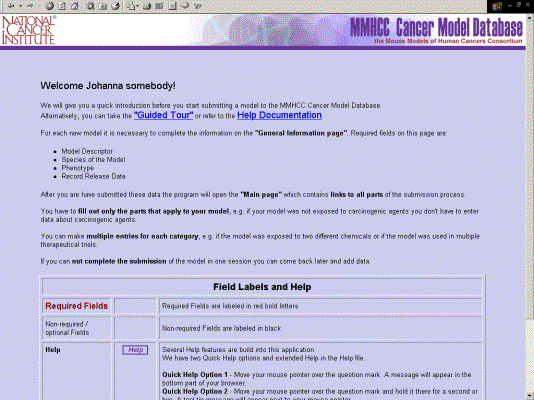 NATIONAL
CANCER
INSTITUTE
MMHCC Cancer Model Database
the Mouse Models of Human Cancers Consortium
Welcome Johanna somebody!
We will give you a quick introduction before you start submitting a model to the MMHCC Cancer Model Database.
Alternatively, you can take the "Guided Tour" or refer to the Help Documentation.
For each new model it is necessary to complete the information on the "General Information page". Required fields on this page are:
Model Descriptor
Species of the Model
Phenotype
Record Release Date
After you are have submitted these data the program will open the "Main page" which contains links to all parts of the submission process.
You have to fill out only the parts that apply to your model, e.g. if your model was not exposed to carcinogenic agents you don't have to enter
data about carcinogenic agents.
You can make multiple entries for each category, e.g. if the model was exposed to two different chemicals or if the model was used in multiple
therapeutical trials.
If you can not complete the submission of the model in one session you can come back later and add data.
Field Labels and Help
Required Fields Required Fields are labeled in red bold letters
Non-required /
optional Fields Non-required Fields are labeled in black
Help Help Several Help features are build into this application.
We have two Quick Help options and extended Help in the Help file.
Quick Help Option 1 - Move your mouse pointer over the question mark. A message will appear in the
bottom part of your browser.
Quick Help Option 2 - Move your mouse pointer over the question mark and hold it there for a second or
two. A tool tip message will appear next to your mouse pointer.